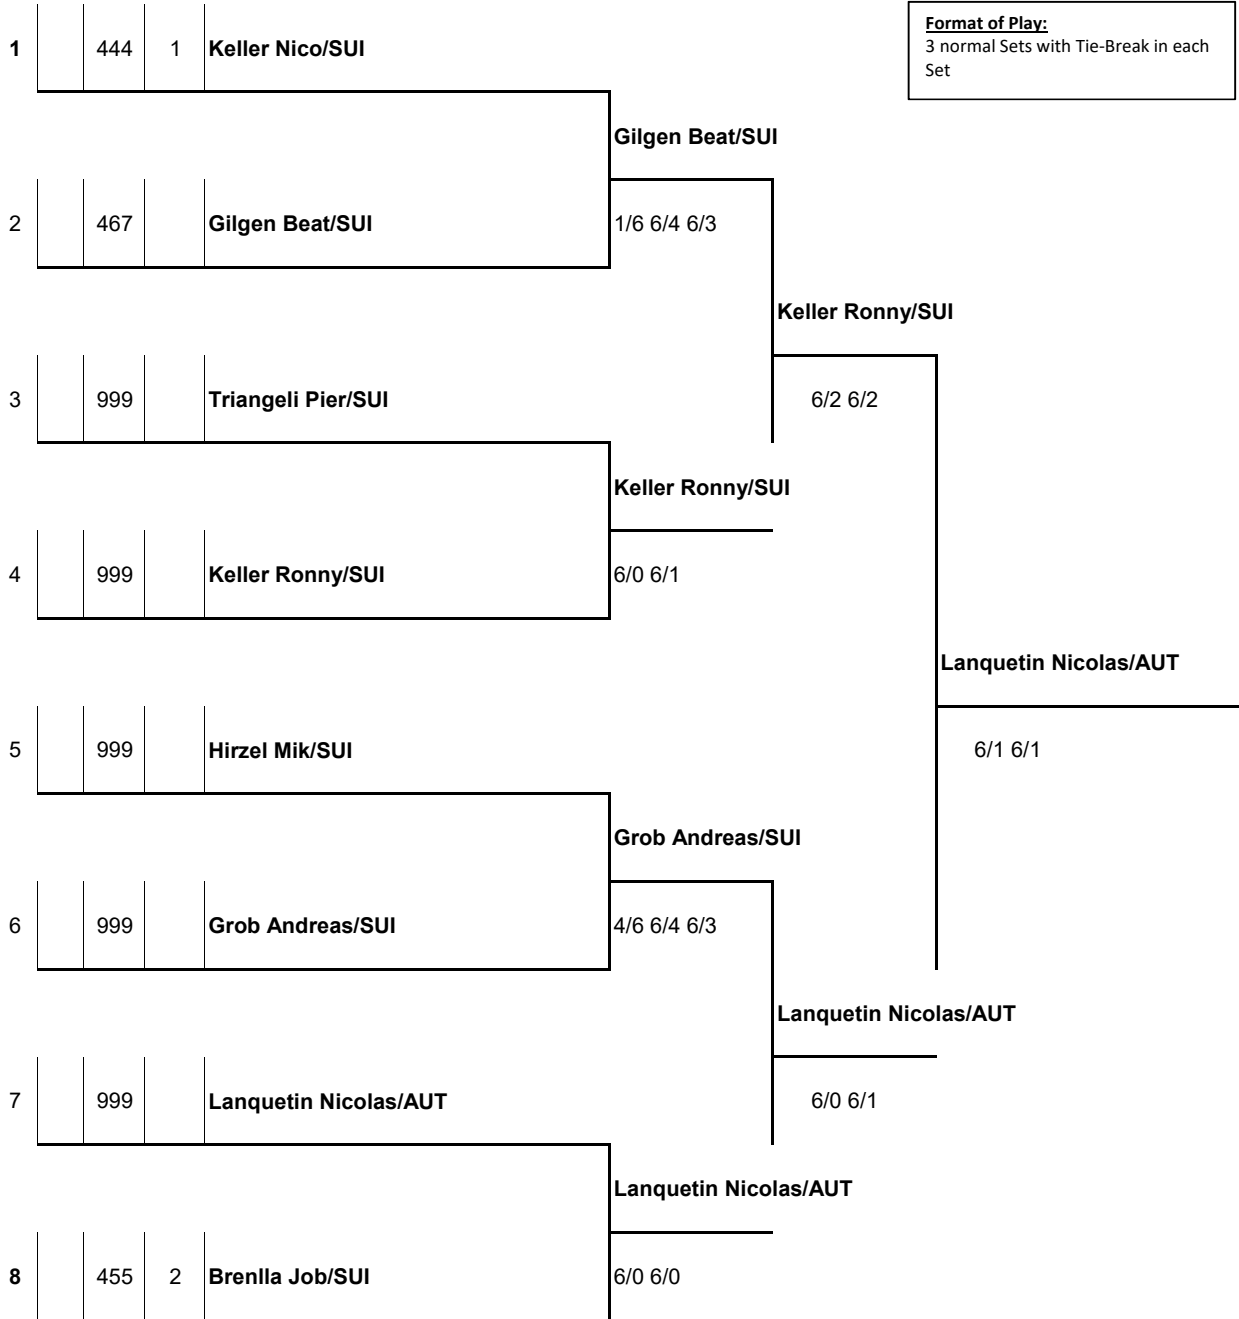 Format of Play:
3 normal Sets with Tie-Break in each
Set
1 444 1 Keller Nico/SUI
Gilgen Beat/SUI
2 467 Gilgen Beat/SUI 1/6 6/4 6/3
Keller Ronny/SUI
3 999 Triangeli Pier/SUI 6/2 6/2
Keller Ronny/SUI
4 999 Keller Ronny/SUI 6/0 6/1
Lanquetin Nicolas/AUT
5 999 Hirzel Mik/SUI 6/1 6/1
Grob Andreas/SUI
6 999 Grob Andreas/SUI 4/6 6/4 6/3
Lanquetin Nicolas/AUT
7 999 Lanquetin Nicolas/AUT 6/0 6/1
Lanquetin Nicolas/AUT
8 455 2 Brenlla Job/SUI 6/0 6/0